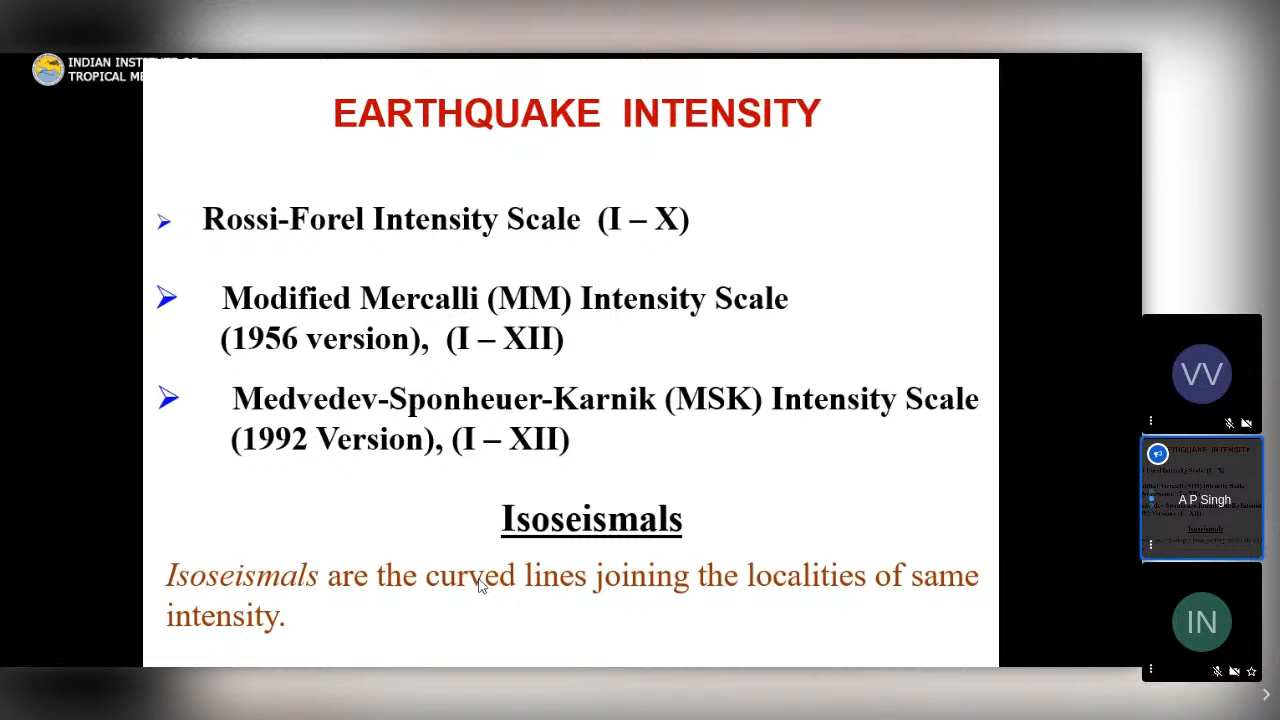 INDIAN INSTITUTE OF
TROPICAL ME
EARTHQUAKE INTENSITY
Rossi-Forel Intensity Scale (I – X)
Modified Mercalli (MM) Intensity Scale
(1956 version), (I – XII)
Medvedev-Sponheuer-Karnik (MSK) Intensity Scale
(1992 Version), (I – XII)
Isoseismals
Isoseismals are the curved lines joining the localities of same
intensity.
VV
A P Singh
IN